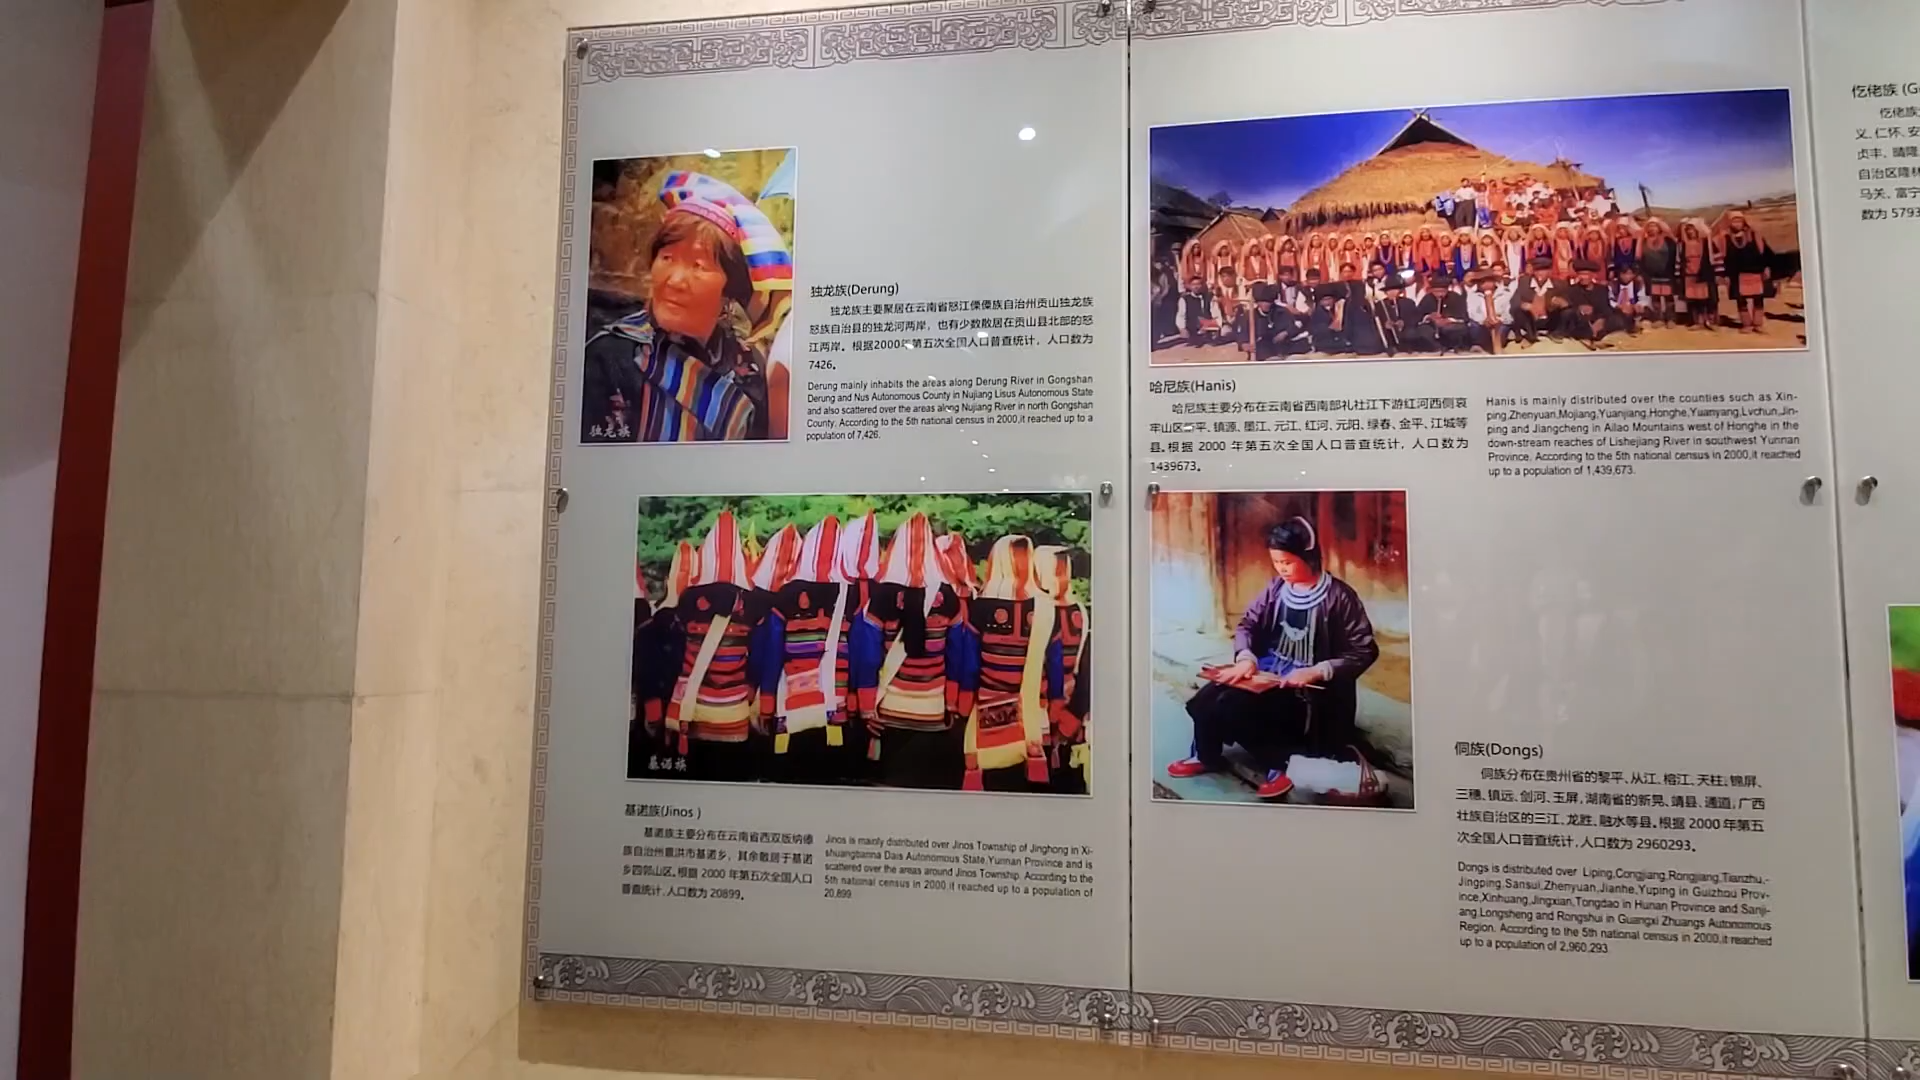 独龙族
独龙族(Derung)
独龙族主要聚居在云南省怒江傈僳族自治州贡山独龙族
怒族自治县的独龙河两岸，也有少数散居在贡山县北部的怒
江两岸。根据2000年第五次全国人口普查统计，人口数为
7426。
Derung mainly inhabits the areas along Derung River in Gongshan
Derung and Nus Autonomous County in Nujiang Lisus Autonomous State
and also scattered over the areas along Nujiang River in north Gongshan
County. According to the 5th national census in 2000,it reached up to a
population of 7,426.
基诺族
基诺族(Jinos )
基诺族主要分布在云南省西双版纳傣
族自治州景洪市基诺乡，其余散居于基诺
乡四邻山区。根据 2000 年第五次全国人口
普查统计，人口数为 20899。
Jinos is mainly distributed over Jinos Township of Jinghong in Xi-
shuangbanna Dais Autonomous State,Yunnan Province and is
scattered over the areas around Jinos Township. According to the
5th national census in 2000,it reached up to a population of
20,899.
哈尼族(Hanis)
哈尼族主要分布在云南省西南部礼社江下游红河西侧哀
牢山区新平、镇源、墨江、元江、红河、元阳、绿春、金平、江城等
县。根据 2000 年第五次全国人口普查统计，人口数为
1439673。
Hanis is mainly distributed over the counties such as Xin-
ping,Zhenyuan,Mojiang,Yuanjiang,Honghe,Yuanyang,Lvchun,Jin-
ping and Jiangcheng in Ailao Mountains west of Honghe in the
down-stream reaches of Lishejiang River in southwest Yunnan
Province. According to the 5th national census in 2000,it reached
up to a population of 1,439,673.
侗族(Dongs)
侗族分布在贵州省的黎平、从江、榕江、天柱、锦屏、
三穗、镇远、剑河、玉屏，湖南省的新晃、靖县、通道，广西
壮族自治区的三江、龙胜、融水等县。根据 2000 年第五
次全国人口普查统计，人口数为 2960293。
Dongs is distributed over Liping,Congjiang,Rongjiang,Tianzhu,-
Jingping,Sansui,Zhenyuan,Jianhe,Yuping in Guizhou Prov-
ince,Xinhuang,Jingxian,Tongdao in Hunan Province and Sanji-
ang,Longsheng and Rongshui in Guangxi Zhuangs Autonomous
Region. According to the 5th national census in 2000,it reached
up to a population of 2,960,293.
仡佬族 (G
仡佬族
义、仁怀、安
贞丰、晴隆
自治区隆林
马关、富宁
数为 5793